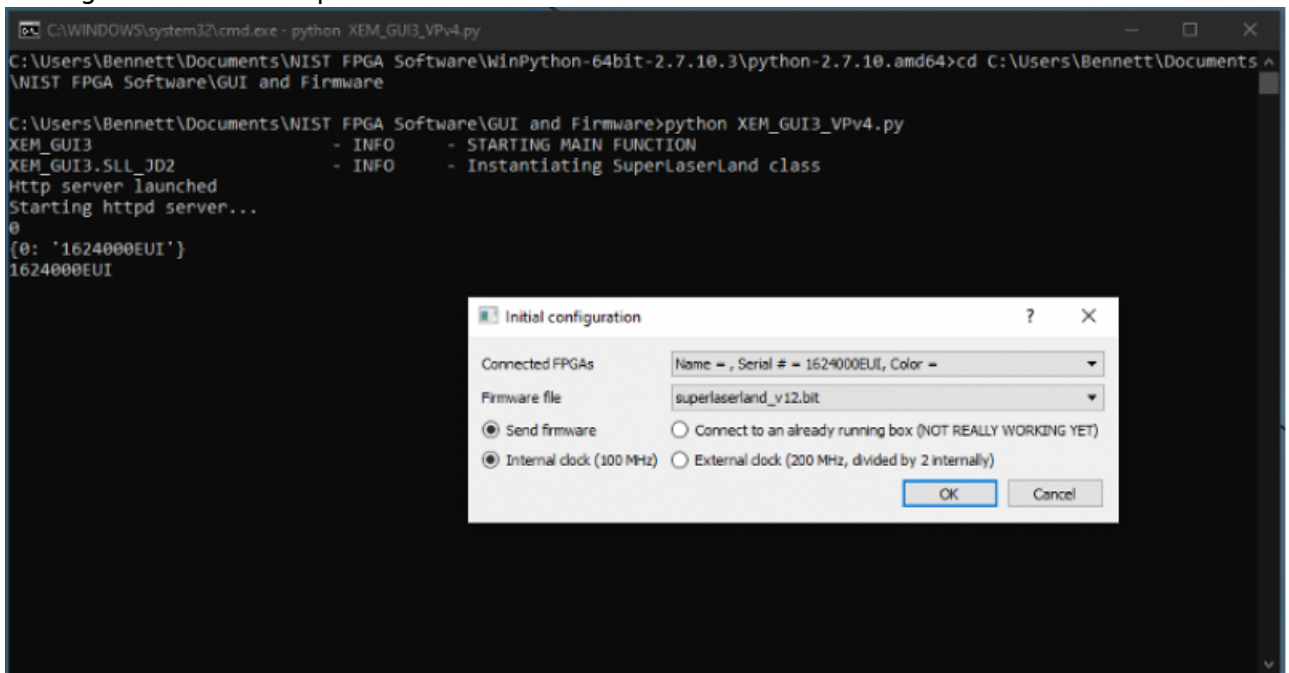 C:\WINDOWS\system32\cmd.exe - python XEM_GUI3_VPv4.py
C:\Users\Bennett\Documents\NIST FPGA Software\WinPython-64bit-2.7.10.3\python-2.7.10.amd64>cd C:\Users\Bennett\Documents
\NIST FPGA Software\GUI and Firmware
C:\Users\Bennett\Documents\NIST FPGA Software\GUI and Firmware>python XEM_GUI3_VPv4.py
XEM_GUI3 - INFO - STARTING MAIN FUNCTION
XEM_GUI3.SLL_JD2 - INFO - Instantiating SuperLaserLand class
Http server launched
Starting httpd server...
0
{0: '1624000EUI'}
1624000EUI
Initial configuration
Connected FPGAs Name = , Serial # = 1624000EUI, Color =
Firmware file superlaserland_v12.bit
Send firmware Connect to an already running box (NOT REALLY WORKING YET)
Internal clock (100 MHz) External clock (200 MHz, divided by 2 internally)
OK Cancel